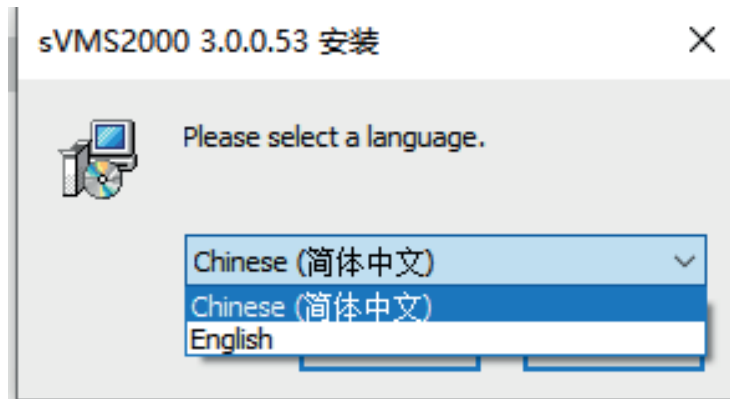 sVMS2000 3.0.0.53 安装
Please select a language.
Chinese (简体中文)
Chinese (简体中文)
English